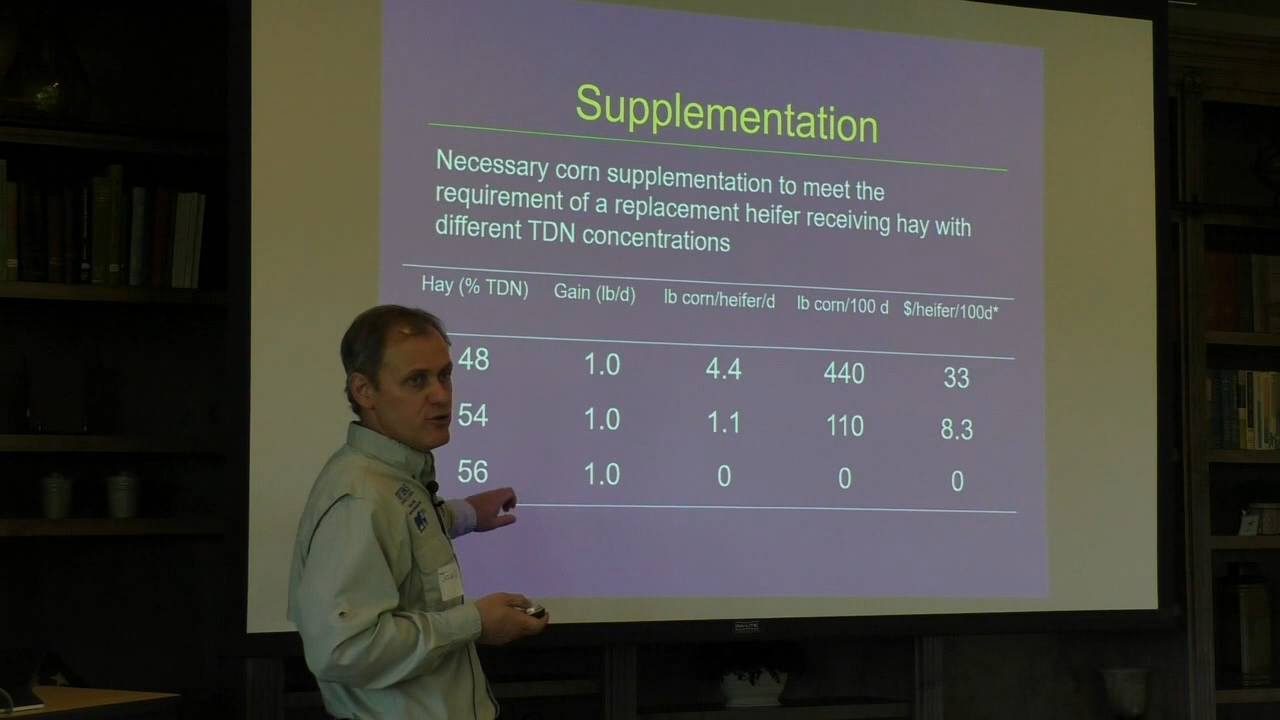 Supplementation
Necessary corn supplementation to meet the
requirement of a replacement heifer receiving hay with
different TDN concentrations
Hay (% TDN) Gain (lb/d) lb corn/heifer/d lb corn/100 d $/heifer/100d*
48 1.0 4.4 440 33
54 1.0 1.1 110 8.3
56 1.0 0 0 0
DA-LITE